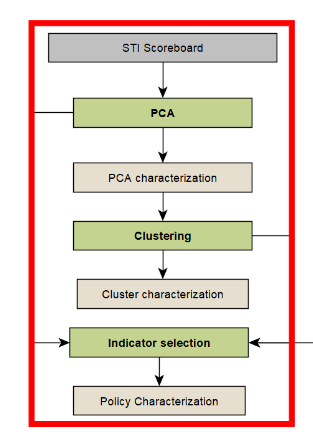 STI Scoreboard
PCA
PCA characterization
Clustering
Cluster characterization
Indicator selection
Policy Characterization